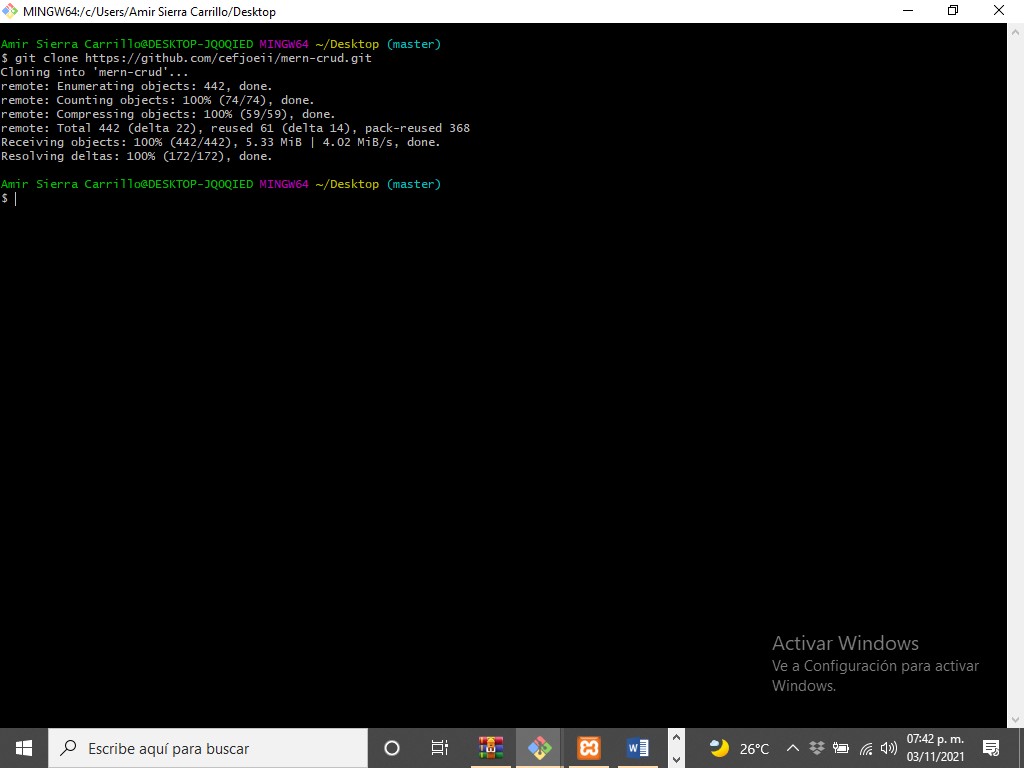 MINGW64:/c/Users/Amir Sierra Carrillo/Desktop
Amir Sierra Carrillo@DESKTOP-JQOQIED MINGW64 ~/Desktop (master)
$ git clone https://github.com/cefjoeii/mern-crud.git
Cloning into 'mern-crud'...
remote: Enumerating objects: 442, done.
remote: Counting objects: 100% (74/74), done.
remote: Compressing objects: 100% (59/59), done.
remote: Total 442 (delta 22), reused 61 (delta 14), pack-reused 368
Receiving objects: 100% (442/442), 5.33 MiB | 4.02 MiB/s, done.
Resolving deltas: 100% (172/172), done.
Amir Sierra Carrillo@DESKTOP-JQOQIED MINGW64 ~/Desktop (master)
$
Activar Windows
Ve a Configuración para activar
Windows.
Escribe aquí para buscar
26°C
07:42 p. m.
03/11/2021